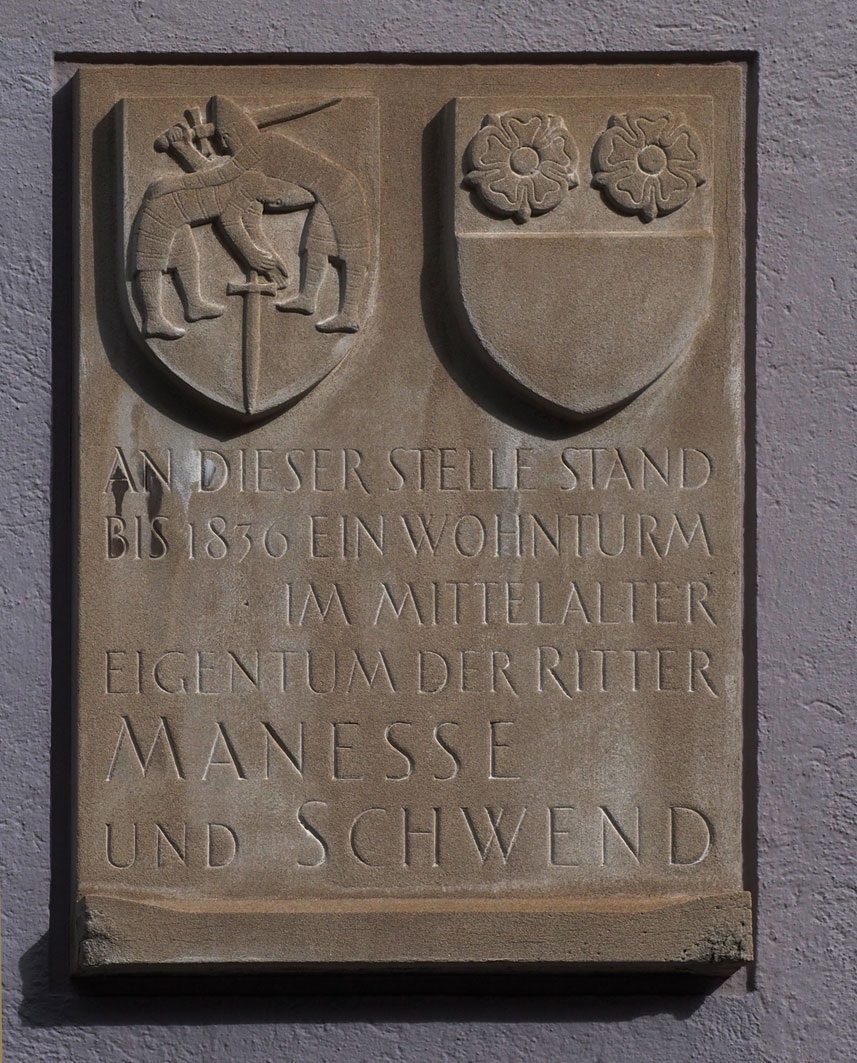 AN DIESER STELLE STAND
BIS 1836 EIN WOHNTURM
IM MITTELALTER
EIGENTUM DER RITTER
MANESSE
UND SCHWEND